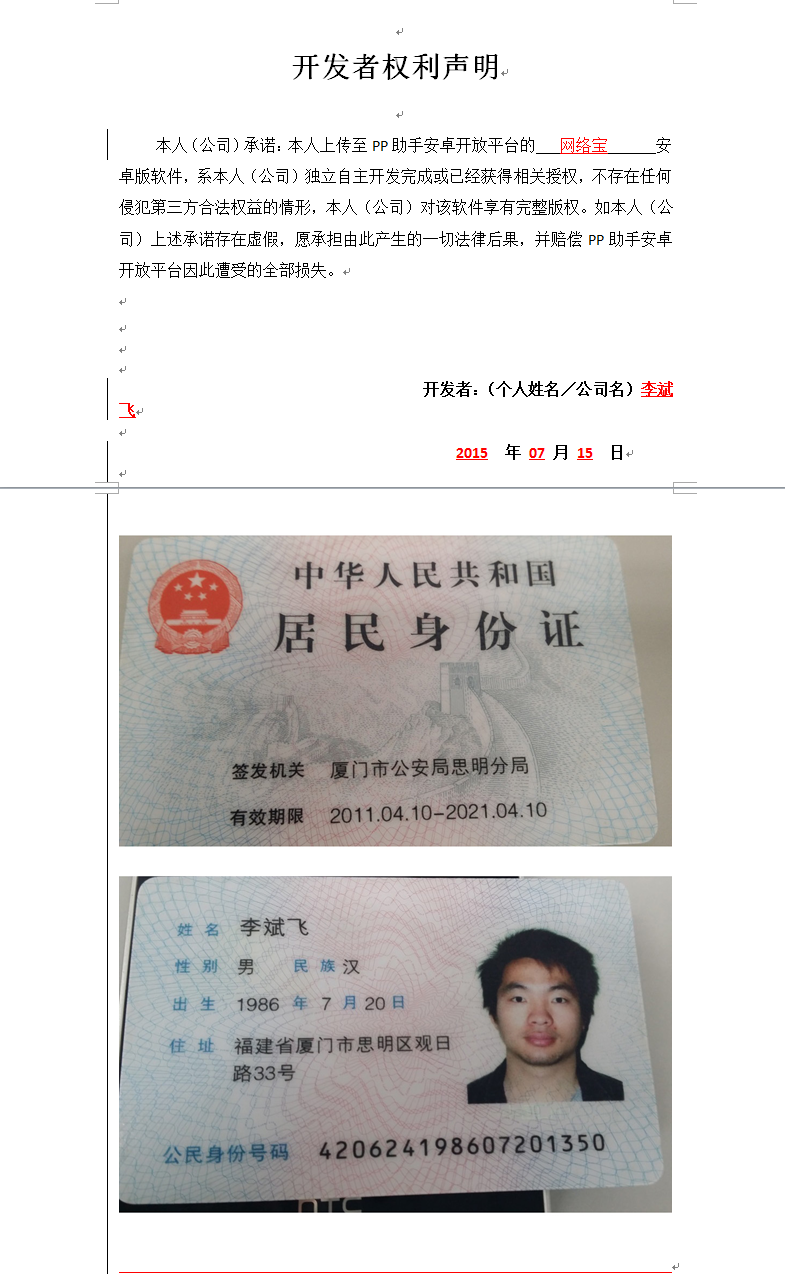 开发者权利声明
本人（公司）承诺：本人上传至 PP 助手安卓开放平台的 网络宝 安
卓版软件，系本人（公司）独立自主开发完成或已经获得相关授权，不存在任何
侵犯第三方合法权益的情形，本人（公司）对该软件享有完整版权。如本人（公
司）上述承诺存在虚假，愿承担由此产生的一切法律后果，并赔偿 PP 助手安卓
开放平台因此遭受的全部损失。
开发者：（个人姓名／公司名）李斌
飞
2015 年 07 月 15 日
中华人民共和国
居民身份证
签发机关 厦门市公安局思明分局
有效期限 2011.04.10-2021.04.10
姓名 李斌飞
性别 男 民族 汉
出生 1986 年 7 月 20 日
住址 福建省厦门市思明区观日
路33号
公民身份号码 420624198607201350